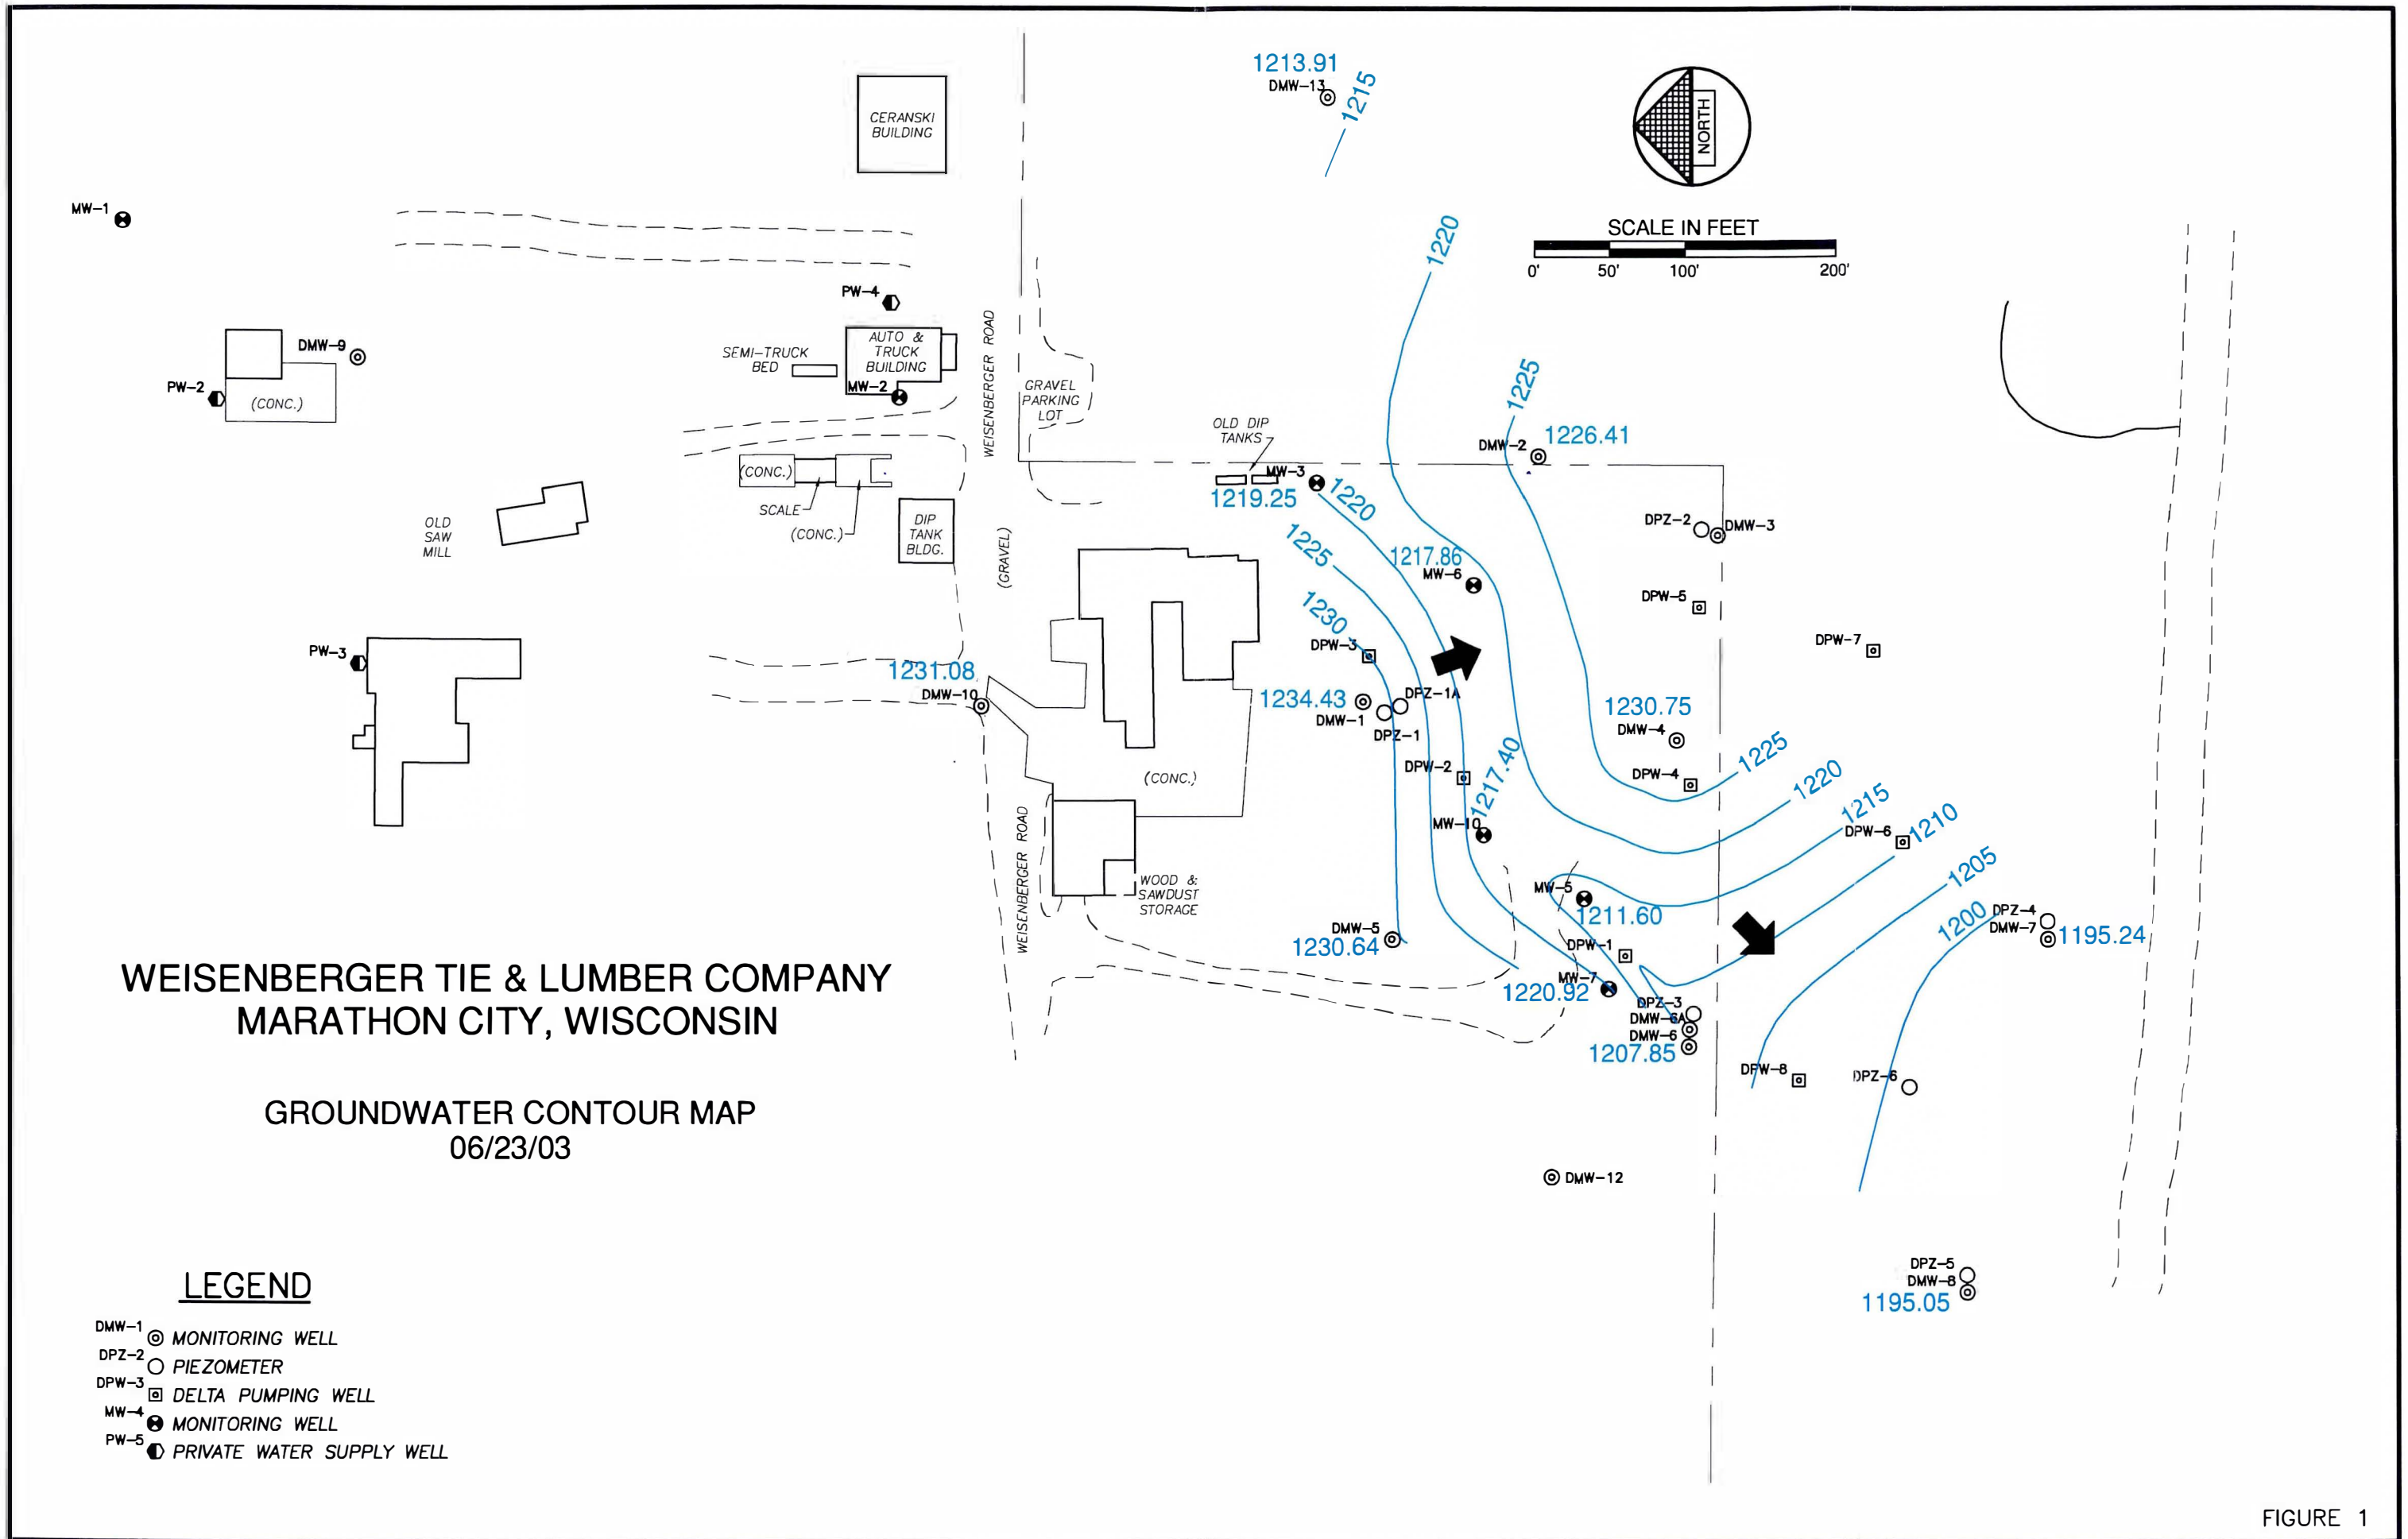 1213.91
DMW-13
1215
CERANSKI
BUILDING
NORTH
MW-1
SCALE IN FEET
0' 50' 100' 200'
1220
PW-4
DMW-9
PW-2
(CONC.)
SEMI-TRUCK
BED
AUTO &
TRUCK
BUILDING
MW-2
WEISENBERGER ROAD
GRAVEL
PARKING
LOT
1225
OLD DIP
TANKS
DMW-2
1226.41
(CONC.)
MW-3
1219.25
1220
SCALE
(CONC.)
DIP
TANK
BLDG.
OLD
SAW
MILL
(GRAVEL)
DPZ-2
DMW-3
1225
1217.86
MW-6
1230
DPW-5
DPW-3
DPW-7
PW-3
1231.08
DMW-10
1234.43
DPZ-1A
DMW-1
DPZ-1
1230.75
DMW-4
1225
(CONC.)
DPW-2
1217.40
DPW-4
1220
1215
MW-10
DPW-6
1210
WEISENBERGER ROAD
WOOD &
SAWDUST
STORAGE
MW-5
1211.60
1205
1200
DPZ-4
DMW-7
1195.24
DMW-5
1230.64
DPW-1
MW-7
1220.92
DPZ-3
DMW-6A
DMW-6
1207.85
DPW-8
DPZ-6
WEISENBERGER TIE & LUMBER COMPANY
MARATHON CITY, WISCONSIN
GROUNDWATER CONTOUR MAP
06/23/03
DMW-12
DPZ-5
DMW-8
1195.05
LEGEND
DMW-1 MONITORING WELL
DPZ-2 PIEZOMETER
DPW-3 DELTA PUMPING WELL
MW-4 MONITORING WELL
PW-5 PRIVATE WATER SUPPLY WELL
FIGURE 1